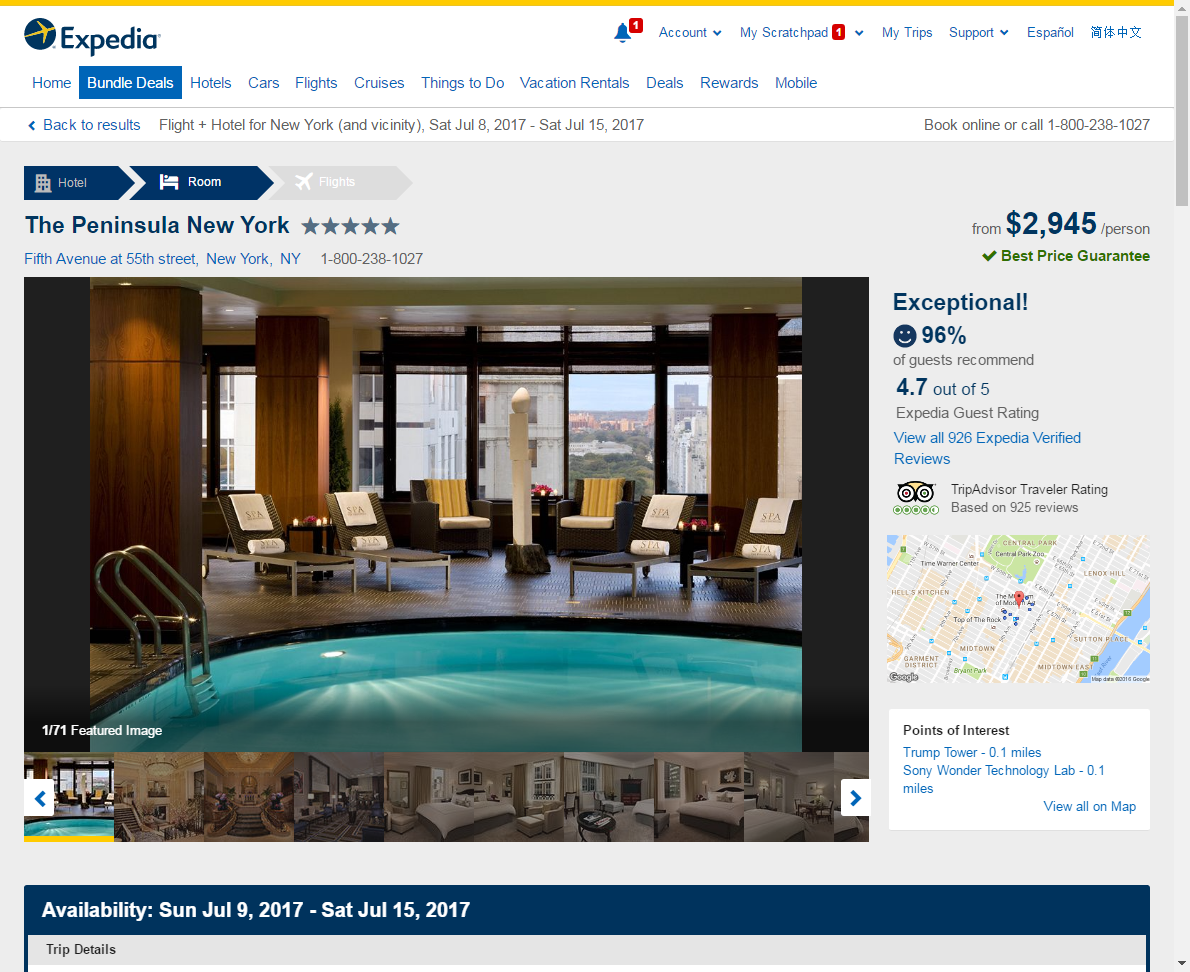 Expedia
1
Account
My Scratchpad 1
My Trips
Support
Español
简体中文
Home
Bundle Deals
Hotels
Cars
Flights
Cruises
Things to Do
Vacation Rentals
Deals
Rewards
Mobile
Back to results
Flight + Hotel for New York (and vicinity), Sat Jul 8, 2017 - Sat Jul 15, 2017
Book online or call 1-800-238-1027
Hotel
Room
Flights
The Peninsula New York
from $2,945 /person
Fifth Avenue at 55th street, New York, NY 1-800-238-1027
Best Price Guarantee
SPA
SPA
SPA
SPA
SPA
SPA
SPA
SPA
1/71 Featured Image
Exceptional!
96%
of guests recommend
4.7 out of 5
Expedia Guest Rating
View all 926 Expedia Verified
Reviews
TripAdvisor Traveler Rating
Based on 925 reviews
CENTRAL PARK
Central Park Zoo
Time Warner Center
LENOX HILL
HELL'S KITCHEN
Top of The Rock
SUTTON PLACE
MIDTOWN
GARMENT
DISTRICT
MIDTOWN EAST
Bryant Park
Google
Map data ©2016 Google
Points of Interest
Trump Tower - 0.1 miles
Sony Wonder Technology Lab - 0.1
miles
View all on Map
Availability: Sun Jul 9, 2017 - Sat Jul 15, 2017
Trip Details